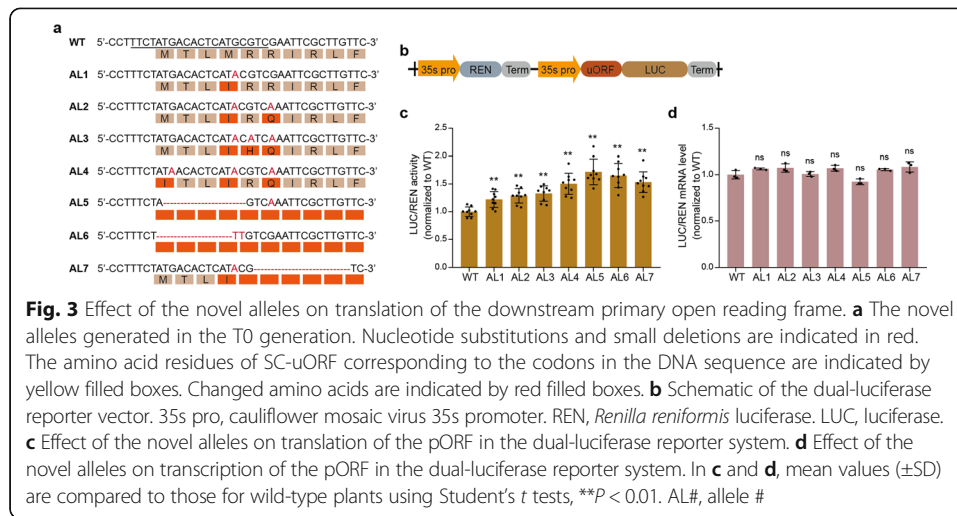 a
WT 5'-CCTTTCTATGACACTCATGCGTCGAATTCGCTTGTTC-3'
M T L M R R I R L F
AL1 5'-CCTTTCTATGACACTCATACGTCGAATTCGCTTGTTC-3'
M T L I R R I R L F
AL2 5'-CCTTTCTATGACACTCATACGTCAAATTCGCTTGTTC-3'
M T L I R Q I R L F
AL3 5'-CCTTTCTATGACACTCATACATCAAATTCGCTTGTTC-3'
M T L I H Q I R L F
AL4 5'-CCTTTCTATAACACTCATACGTCAAATTCGCTTGTTC-3'
I T L I R Q I R L F
AL5 5'-CCTTTCTA--------------------GTCAAATTCGCTTGTTC-3'
AL6 5'-CCTTTCT--------------------TTGTCGAATTCGCTTGTTC-3'
AL7 5'-CCTTTCTATGACACTCATACG---------------------TC-3'
M T L I
b
35s pro REN Term 35s pro uORF LUC Term
c
LUC/REN activity
(normalized to WT)
2.5
2.0
1.5
1.0
0.5
0
** ** ** ** ** ** **
WT AL1 AL2 AL3 AL4 AL5 AL6 AL7
d
LUC/REN mRNA level
(normalized to WT)
1.5
1.0
0.5
0
ns ns ns ns ns ns ns
WT AL1 AL2 AL3 AL4 AL5 AL6 AL7
Fig. 3 Effect of the novel alleles on translation of the downstream primary open reading frame. a The novel
alleles generated in the T0 generation. Nucleotide substitutions and small deletions are indicated in red.
The amino acid residues of SC-uORF corresponding to the codons in the DNA sequence are indicated by
yellow filled boxes. Changed amino acids are indicated by red filled boxes. b Schematic of the dual-luciferase
reporter vector. 35s pro, cauliflower mosaic virus 35s promoter. REN, Renilla reniformis luciferase. LUC, luciferase.
c Effect of the novel alleles on translation of the pORF in the dual-luciferase reporter system. d Effect of the
novel alleles on transcription of the pORF in the dual-luciferase reporter system. In c and d, mean values (±SD)
are compared to those for wild-type plants using Student's t tests, **P < 0.01. AL#, allele #